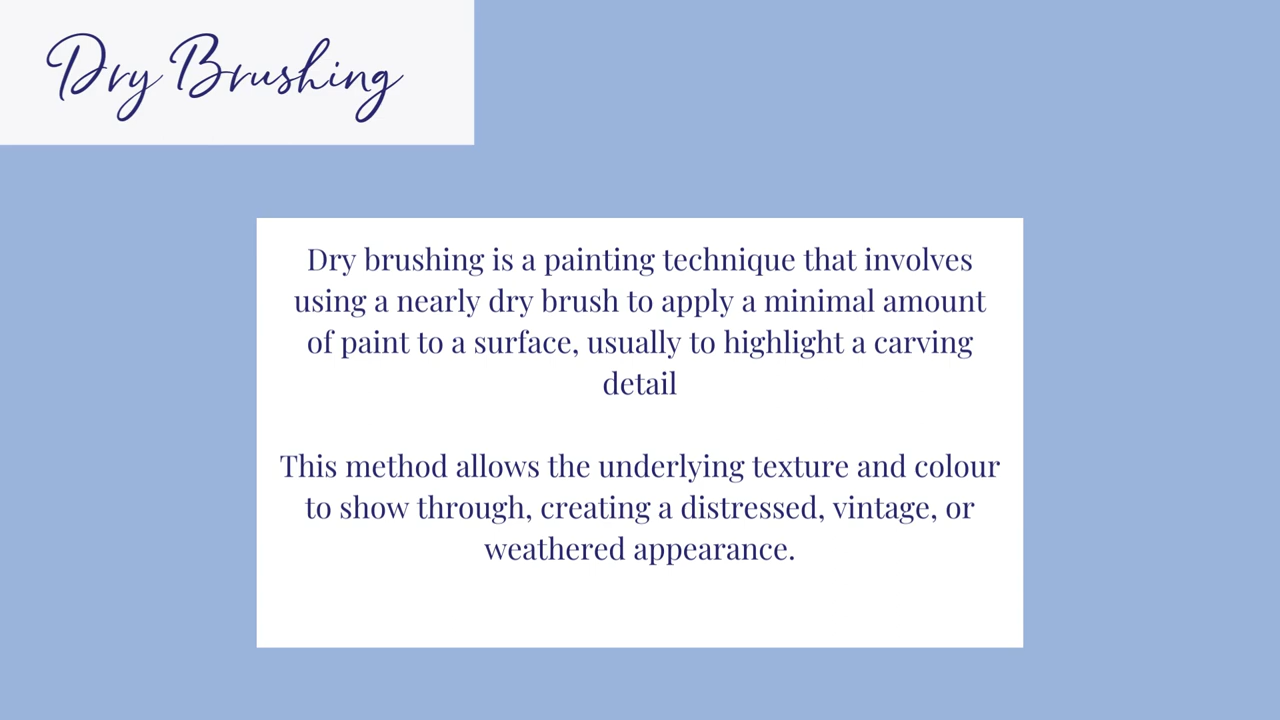 Dry Brushing
Dry brushing is a painting technique that involves
using a nearly dry brush to apply a minimal amount
of paint to a surface, usually to highlight a carving
detail
This method allows the underlying texture and colour
to show through, creating a distressed, vintage, or
weathered appearance.